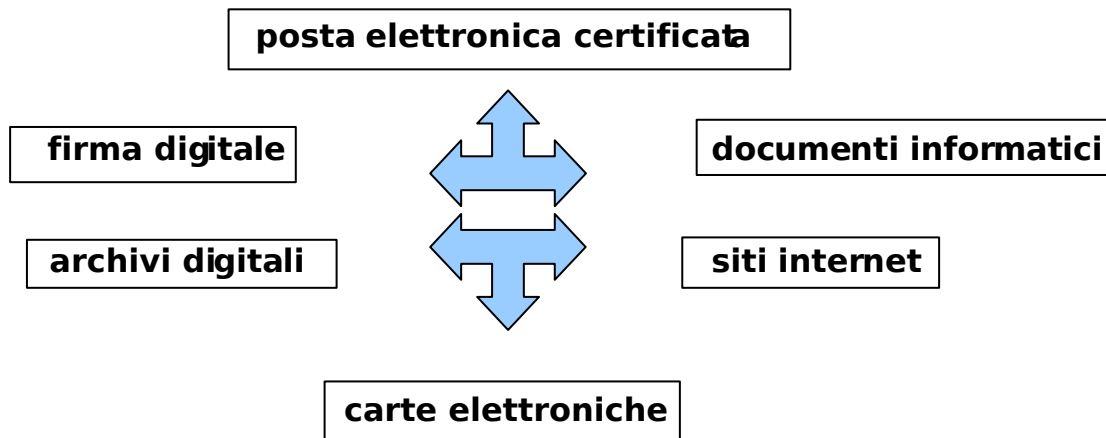 posta elettronica certificata
firma digitale
documenti informatici
archivi digitali
siti internet
carte elettroniche